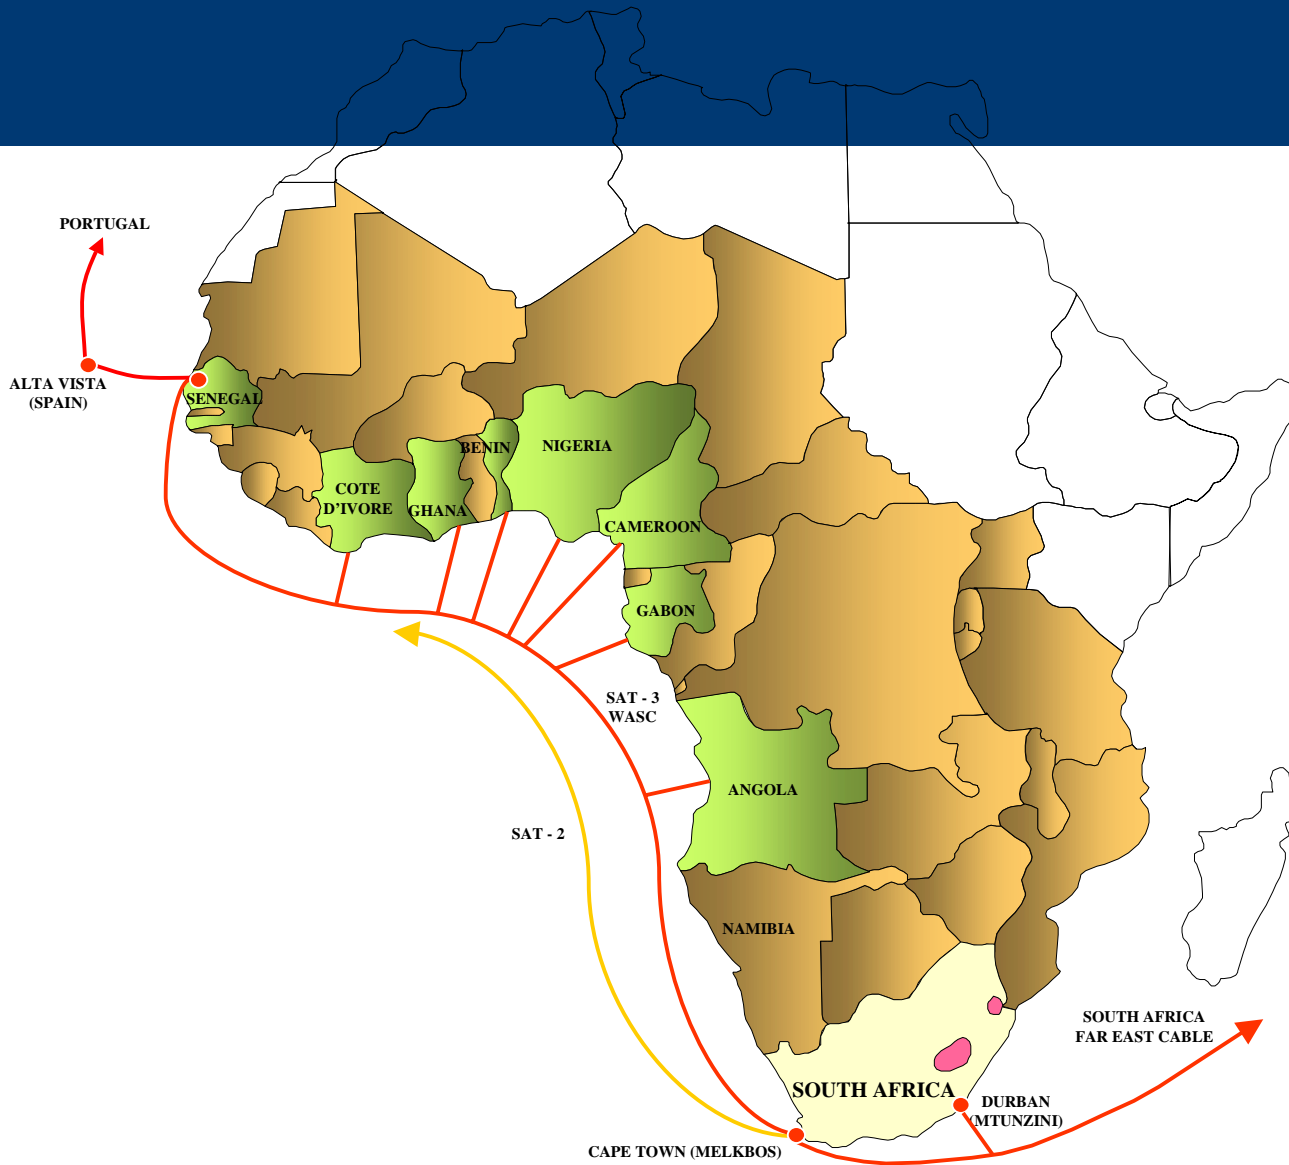 PORTUGAL
ALTA VISTA
(SPAIN)
SENEGAL
BENIN
NIGERIA
COTE
D'IVORE
GHANA
CAMEROON
GABON
SAT - 3
WASC
ANGOLA
SAT - 2
NAMIBIA
SOUTH AFRICA
FAR EAST CABLE
SOUTH AFRICA
DURBAN
(MTUNZINI)
CAPE TOWN (MELKBOS)